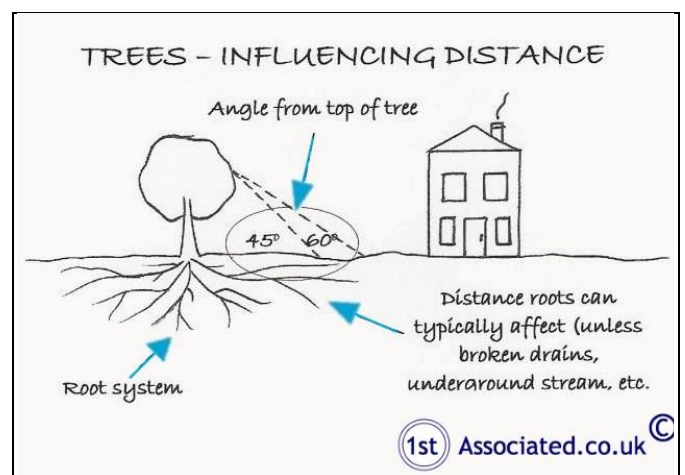 TREES – INFLUENCING DISTANCE
Angle from top of tree
45° 60°
Distance roots can
typically affect (unless
broken drains,
underground stream, etc.
Root system
1st Associated.co.uk ©